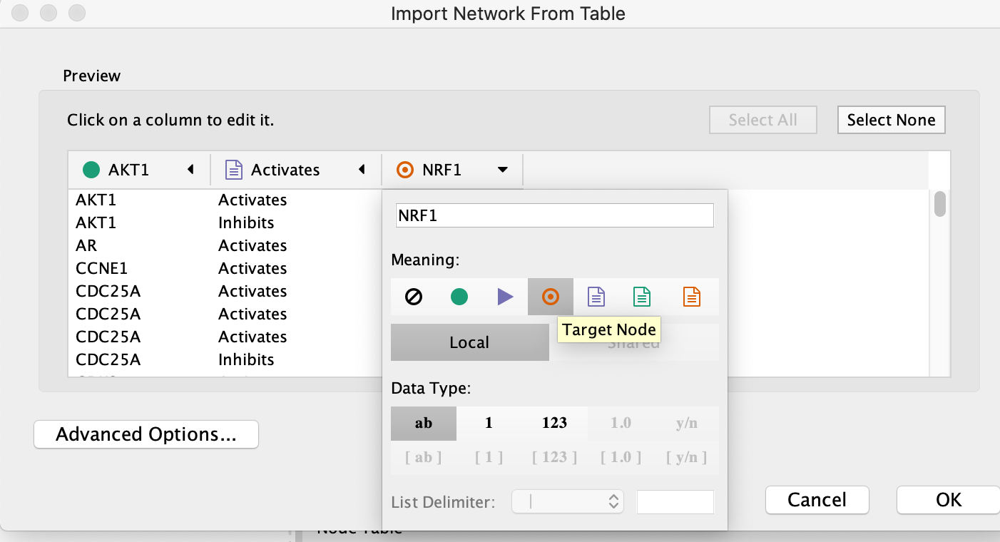 Import Network From Table
Preview
Click on a column to edit it.
Select All
Select None
AKT1 Activates NRF1
AKT1 Activates
AKT1 Inhibits
AR Activates
CCNE1 Activates
CDC25A Activates
CDC25A Activates
CDC25A Activates
CDC25A Inhibits
NRF1
Meaning:
Target Node
Local Shared
Data Type:
ab 1 123 1.0 y/n
[ ab ] [ 1 ] [ 123 ] [ 1.0 ] [ y/n ]
List Delimiter: |
Advanced Options...
Cancel OK
Node Table